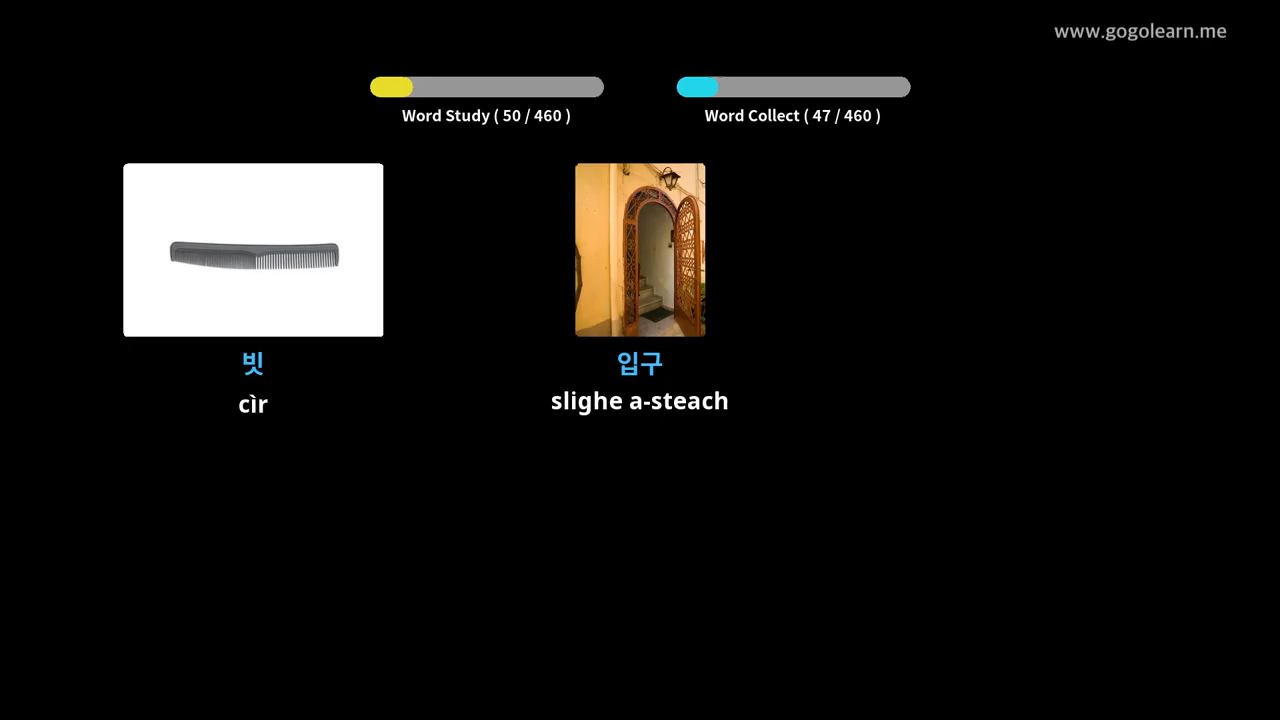 www.gogolearn.me
Word Study ( 50 / 460 )
Word Collect ( 47 / 460 )
빗
cìr
입구
slighe a-steach